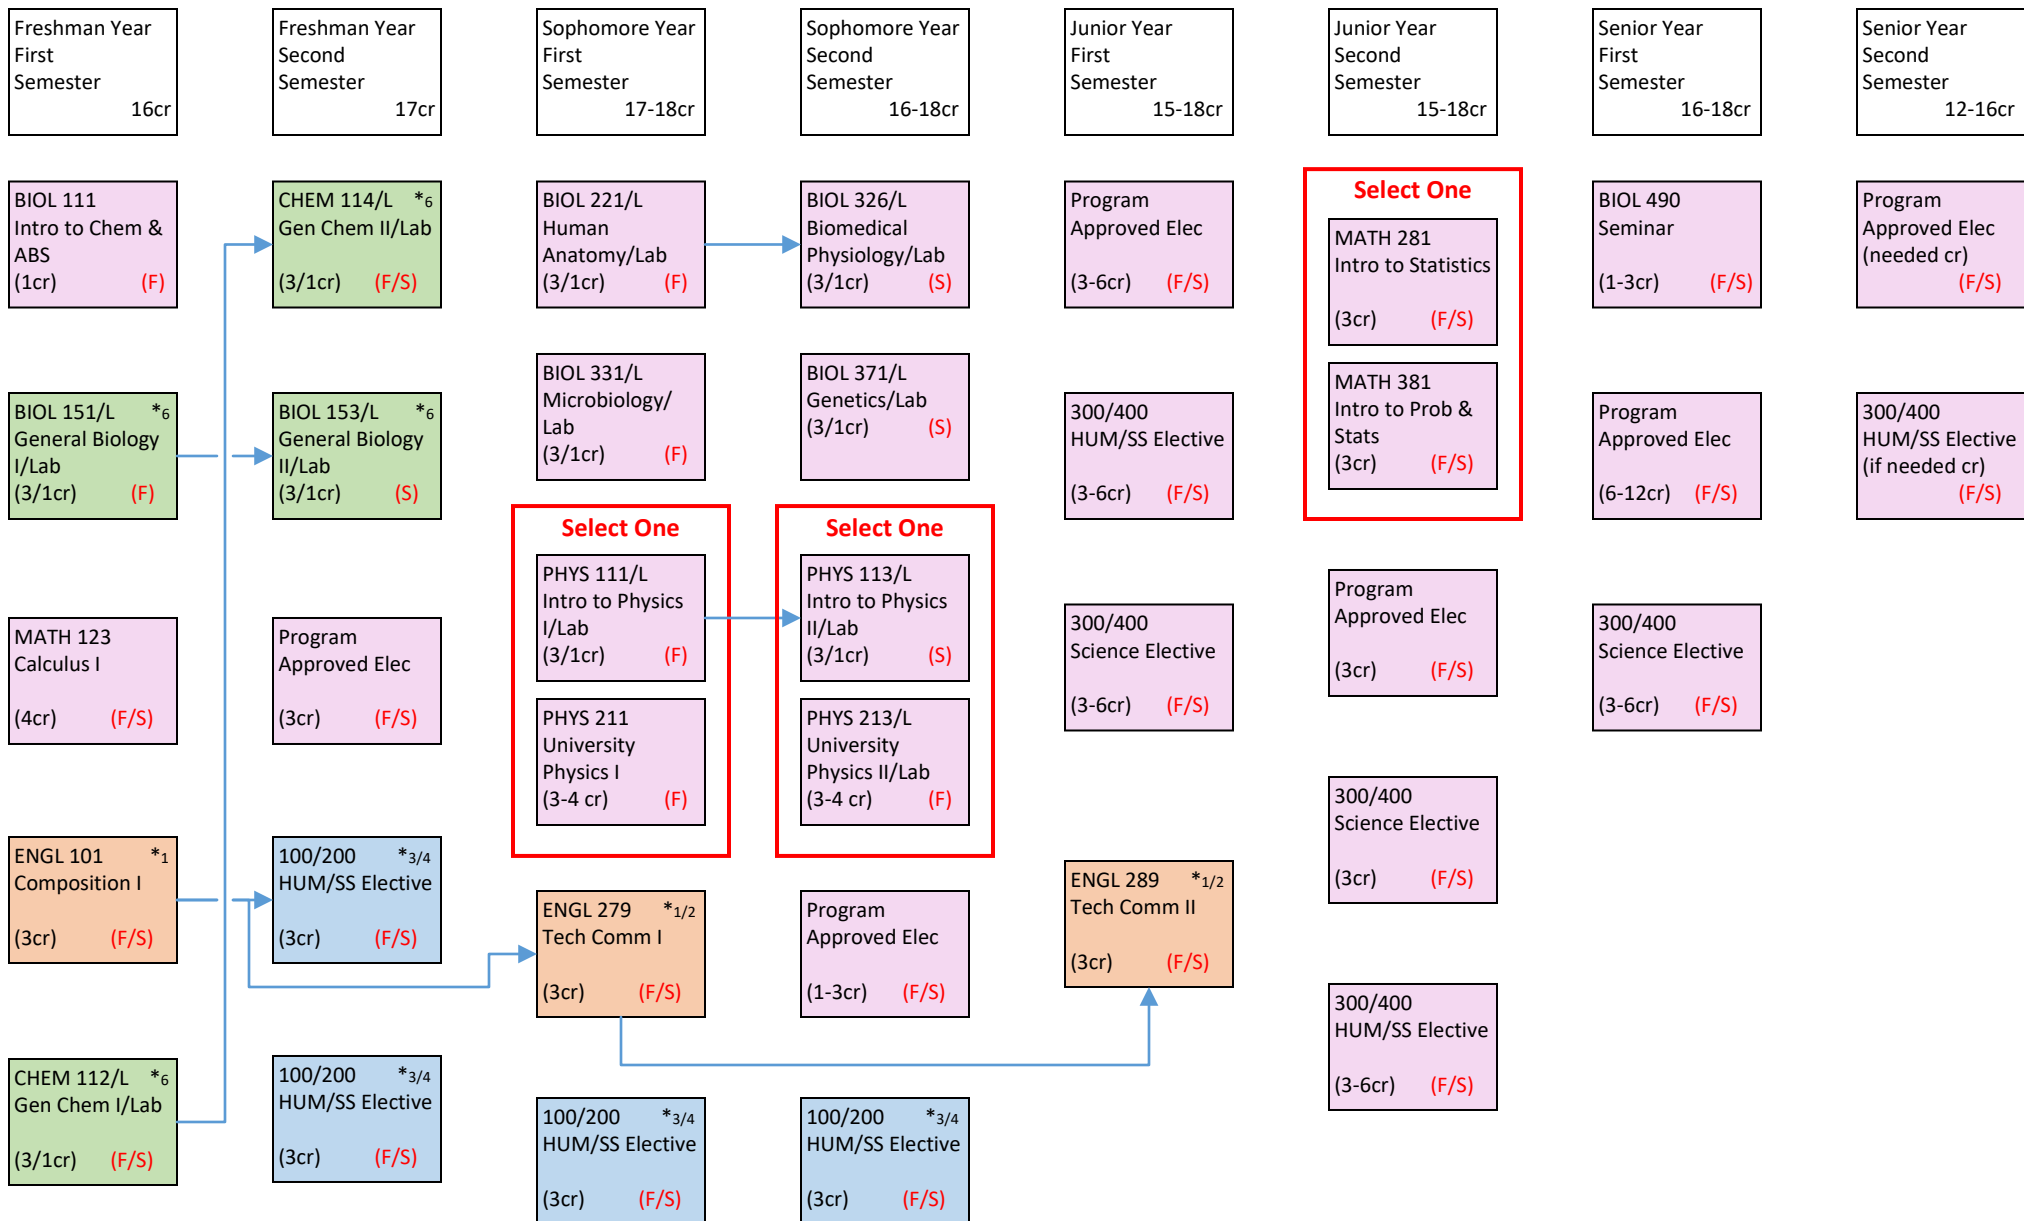 Freshman Year
First
Semester
16cr
Freshman Year
Second
Semester
17cr
Sophomore Year
First
Semester
17-18cr
Sophomore Year
Second
Semester
16-18cr
Junior Year
First
Semester
15-18cr
Junior Year
Second
Semester
15-18cr
Senior Year
First
Semester
16-18cr
Senior Year
Second
Semester
12-16cr
BIOL 111
Intro to Chem &
ABS
(1cr) (F)
BIOL 151/L *6
General Biology
I/Lab
(3/1cr) (F)
MATH 123
Calculus I
(4cr) (F/S)
ENGL 101 *1
Composition I
(3cr) (F/S)
CHEM 112/L *6
Gen Chem I/Lab
(3/1cr) (F/S)
CHEM 114/L *6
Gen Chem II/Lab
(3/1cr) (F/S)
BIOL 153/L *6
General Biology
II/Lab
(3/1cr) (S)
Program
Approved Elec
(3cr) (F/S)
100/200 *3/4
HUM/SS Elective
(3cr) (F/S)
100/200 *3/4
HUM/SS Elective
(3cr) (F/S)
BIOL 221/L
Human
Anatomy/Lab
(3/1cr) (F)
BIOL 331/L
Microbiology/
Lab
(3/1cr) (F)
Select One
PHYS 111/L
Intro to Physics
I/Lab
(3/1cr) (F)
PHYS 211
University
Physics I
(3-4 cr) (F)
ENGL 279 *1/2
Tech Comm I
(3cr) (F/S)
100/200 *3/4
HUM/SS Elective
(3cr) (F/S)
BIOL 326/L
Biomedical
Physiology/Lab
(3/1cr) (S)
BIOL 371/L
Genetics/Lab
(3/1cr) (S)
Select One
PHYS 113/L
Intro to Physics
II/Lab
(3/1cr) (S)
PHYS 213/L
University
Physics II/Lab
(3-4 cr) (F)
Program
Approved Elec
(1-3cr) (F/S)
100/200 *3/4
HUM/SS Elective
(3cr) (F/S)
Program
Approved Elec
(3-6cr) (F/S)
300/400
HUM/SS Elective
(3-6cr) (F/S)
300/400
Science Elective
(3-6cr) (F/S)
ENGL 289 *1/2
Tech Comm II
(3cr) (F/S)
Select One
MATH 281
Intro to Statistics
(3cr) (F/S)
MATH 381
Intro to Prob &
Stats
(3cr) (F/S)
Program
Approved Elec
(3cr) (F/S)
300/400
Science Elective
(3cr) (F/S)
300/400
HUM/SS Elective
(3-6cr) (F/S)
BIOL 490
Seminar
(1-3cr) (F/S)
Program
Approved Elec
(6-12cr) (F/S)
300/400
Science Elective
(3-6cr) (F/S)
Program
Approved Elec
(needed cr)
(F/S)
300/400
HUM/SS Elective
(if needed cr)
(F/S)